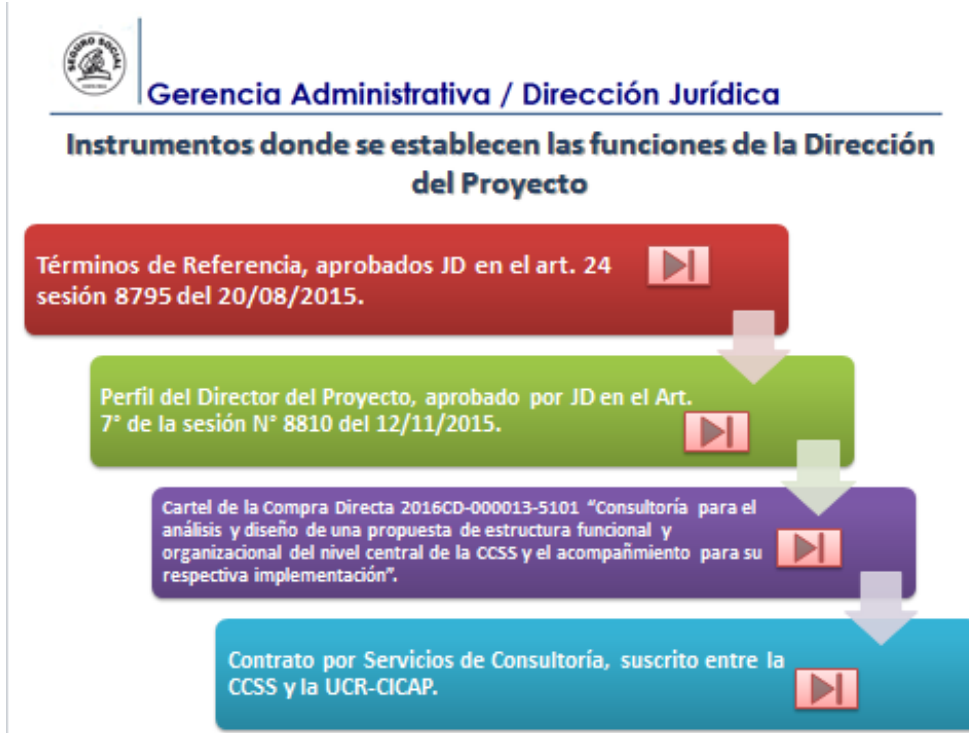 SEGURO SOCIAL
Gerencia Administrativa / Dirección Jurídica
Instrumentos donde se establecen las funciones de la Dirección
del Proyecto
Términos de Referencia, aprobados JD en el art. 24
sesión 8795 del 20/08/2015.
Perfil del Director del Proyecto, aprobado por JD en el Art.
7° de la sesión N° 8810 del 12/11/2015.
Cartel de la Compra Directa 2016CD-000013-5101 “Consultoría para el
análisis y diseño de una propuesta de estructura funcional y
organizacional del nivel central de la CCSS y el acompañmiento para su
respectiva implementación”.
Contrato por Servicios de Consultoría, suscrito entre la
CCSS y la UCR-CICAP.